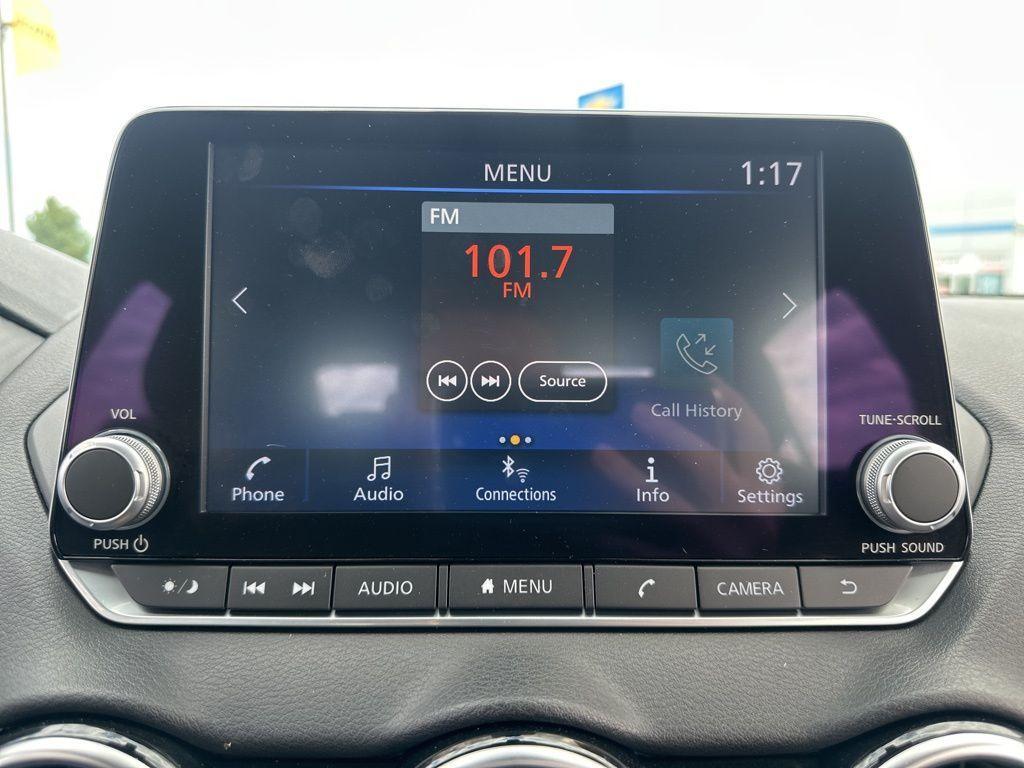 MENU
1:17
FM
101.7
FM
Source
Call History
VOL
TUNE·SCROLL
Phone
Audio
Connections
Info
Settings
PUSH
PUSH SOUND
AUDIO
MENU
CAMERA